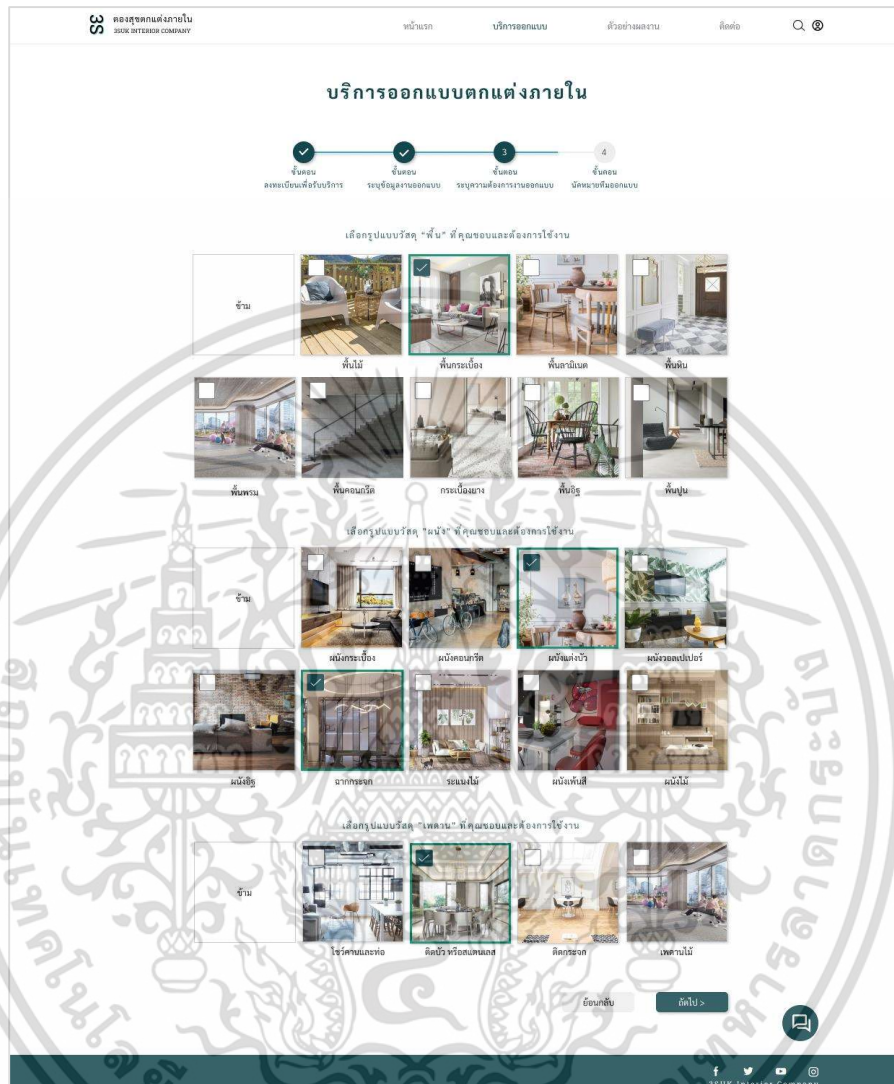 3S
ตองสุขตกแต่งภายใน
3SUK INTERIOR COMPANY
หน้าแรก
บริการออกแบบ
ตัวอย่างผลงาน
ติดต่อ
บริการออกแบบตกแต่งภายใน
3
4
ขั้นตอน
ลงทะเบียนเพื่อรับบริการ
ขั้นตอน
ระบุข้อมูลงานออกแบบ
ขั้นตอน
ระบุความต้องการงานออกแบบ
ขั้นตอน
นัดหมายทีมออกแบบ
เลือกรูปแบบวัสดุ “พื้น” ที่คุณชอบและต้องการใช้งาน
ข้าม
พื้นไม้
พื้นกระเบื้อง
พื้นลามิเนต
พื้นหิน
พื้นพรม
พื้นคอนกรีต
กระเบื้องยาง
พื้นอิฐ
พื้นปูน
เลือกรูปแบบวัสดุ "ผนัง" ที่คุณชอบและต้องการใช้งาน
ข้าม
ผนังกระเบื้อง
ผนังคอนกรีต
ผนังแต่งบัว
ผนังวอลเปเปอร์
ผนังอิฐ
ฉากกระจก
ระแนงไม้
ผนังเพ้นสี
ผนังไม้
เลือกรูปแบบวัสดุ "เพดาน" ที่คุณชอบและต้องการใช้งาน
ข้าม
โชว์คานและท่อ
ติดบัว หรือสแตนเลส
ติดกระจก
เพดานไม้
ย้อนกลับ
ถัดไป >
3SUK Interior Company